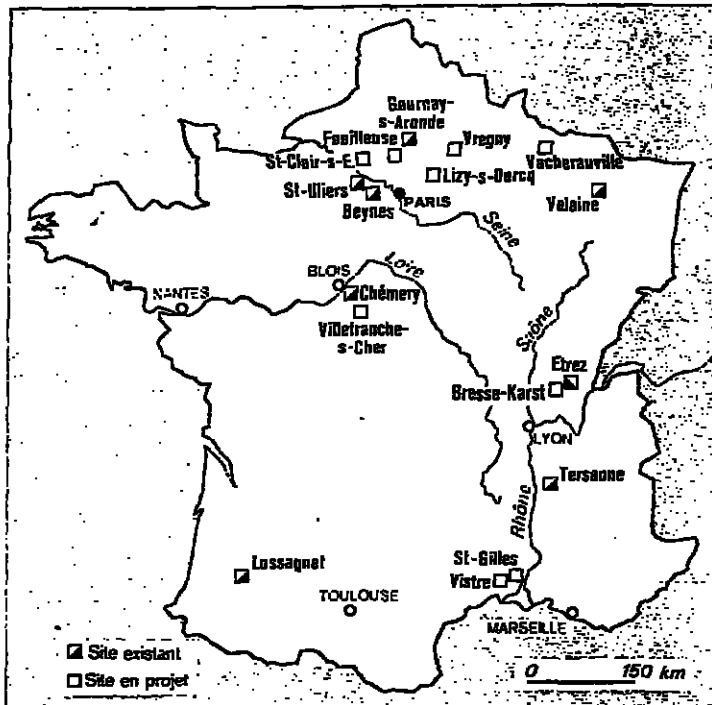 Gournay-
s-Aronde
Fouilleuse
Vregny
St-Clair-s-E.
Vacherauville
Lizy-s-Ourcq
St-Illiers
PARIS
Velaine
Beynes
Seine
BLOIS
Loire
NANTES
Chémery
Villefranche-
s-Cher
Saône
Etrez
Bresse-Karst
LYON
Tersanne
Rhône
St-Gilles
Lussagnet
Vistre
TOULOUSE
MARSEILLE
Site existant
Site en projet
0 150 km